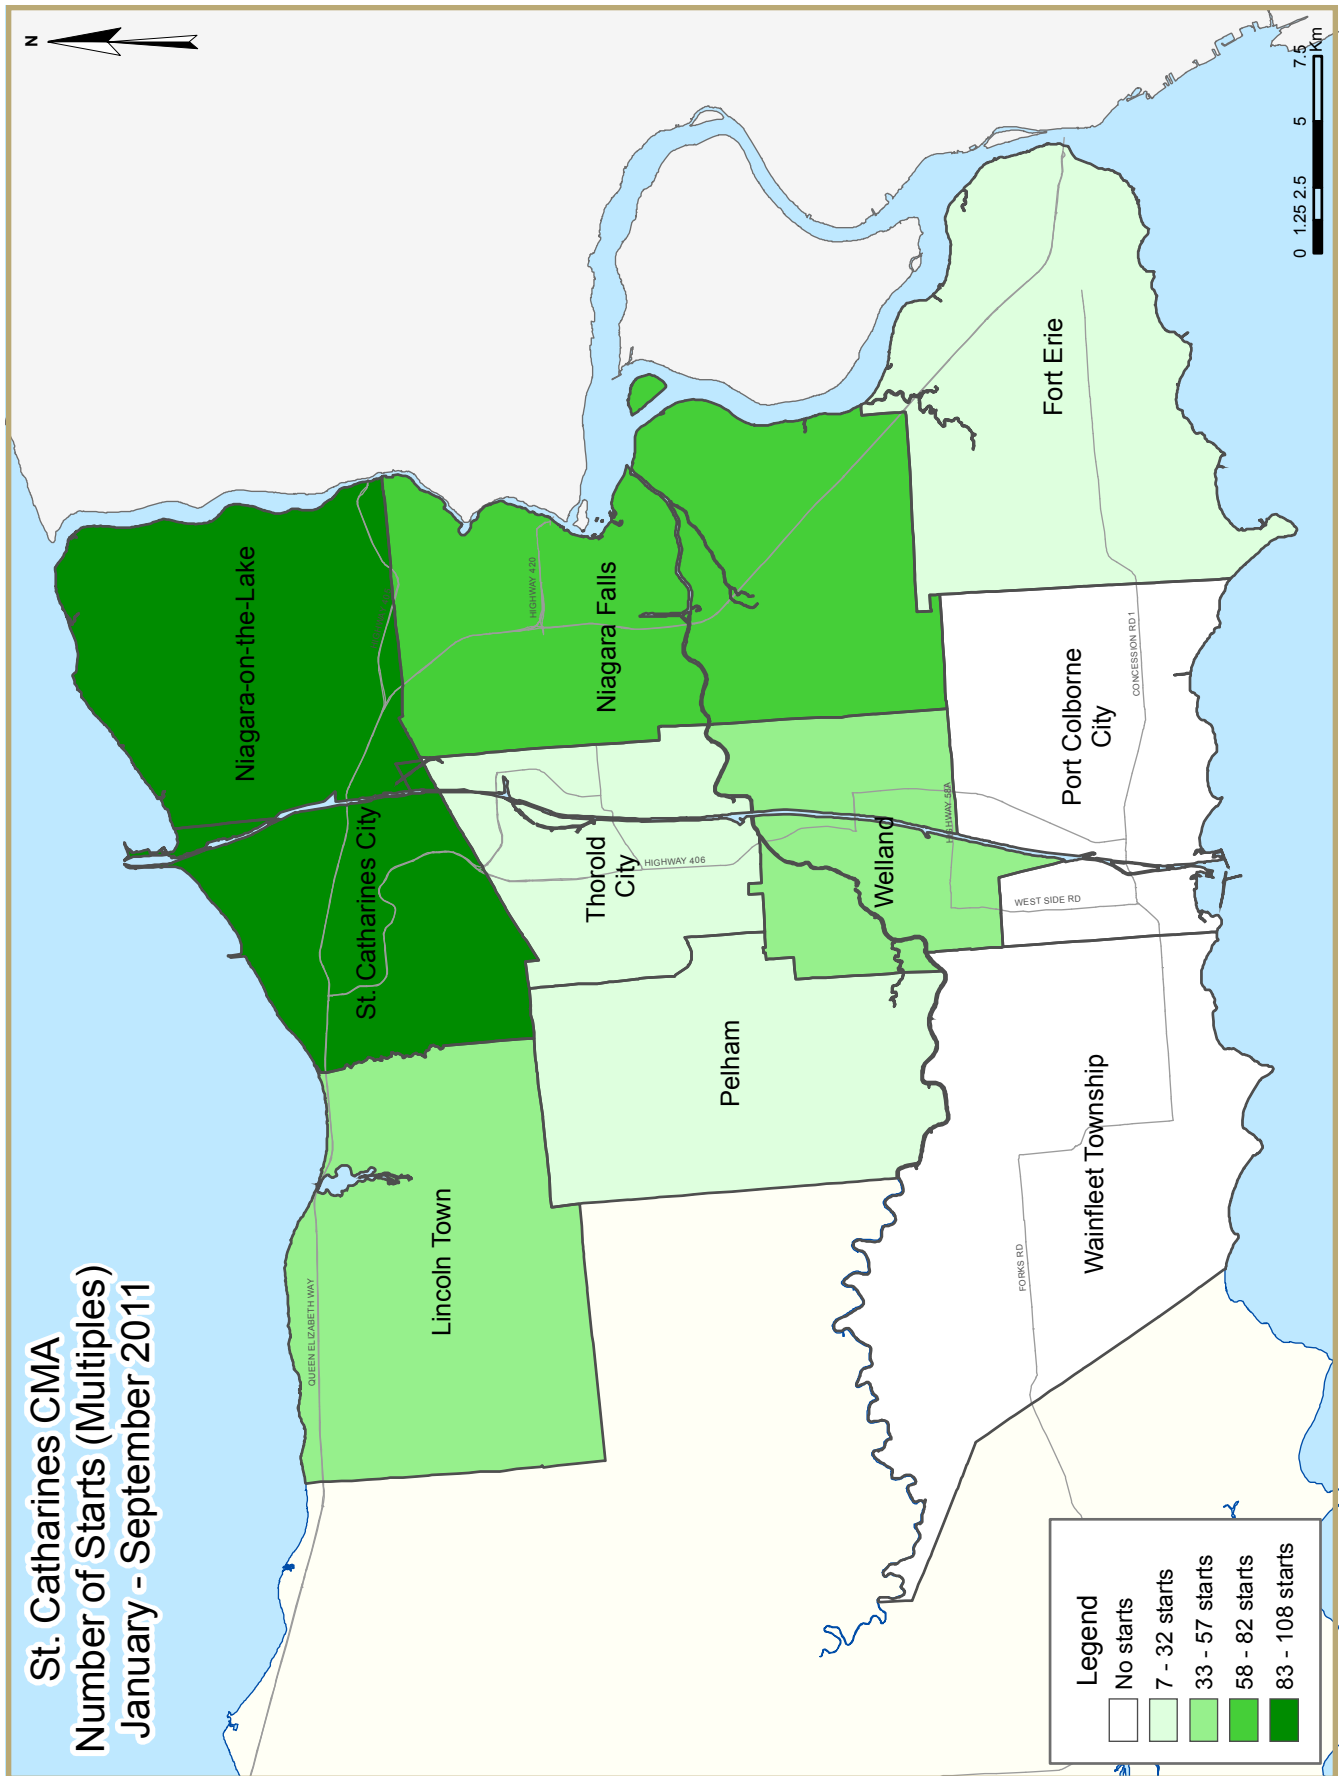 St. Catharines CMA
Number of Starts (Multiples)
January - September 2011
N
Niagara-on-the-Lake
St. Catharines City
QUEEN ELIZABETH WAY
Lincoln Town
HIGHWAY 420
Niagara Falls
Thorold
City
HIGHWAY 406
Pelham
Welland
HIGHWAY 58A
WEST SIDE RD
Port Colborne
City
CONCESSION RD 1
Fort Erie
Wainfleet Township
FORKS RD
Legend
No starts
7 - 32 starts
33 - 57 starts
58 - 82 starts
83 - 108 starts
0 1.25 2.5 5 7.5
Km